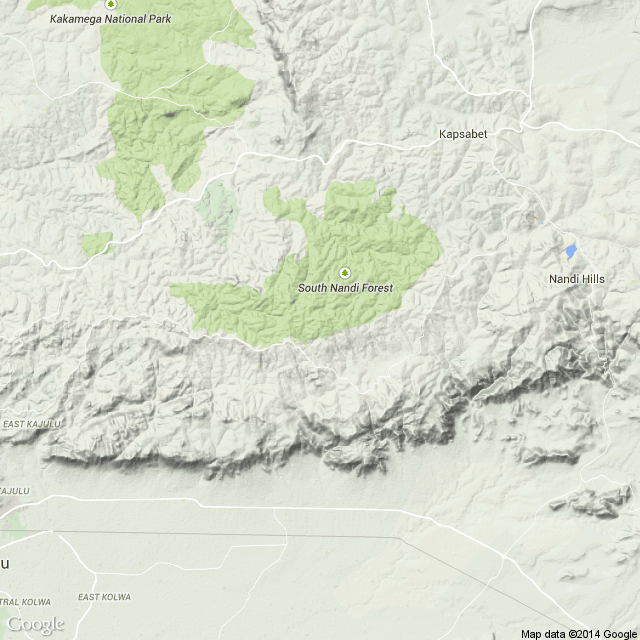 Kakamega National Park
Kapsabet
South Nandi Forest
Nandi Hills
EAST KAJULU
KAJULU
u
TRAL KOLWA
EAST KOLWA
Google
Map data ©2014 Google